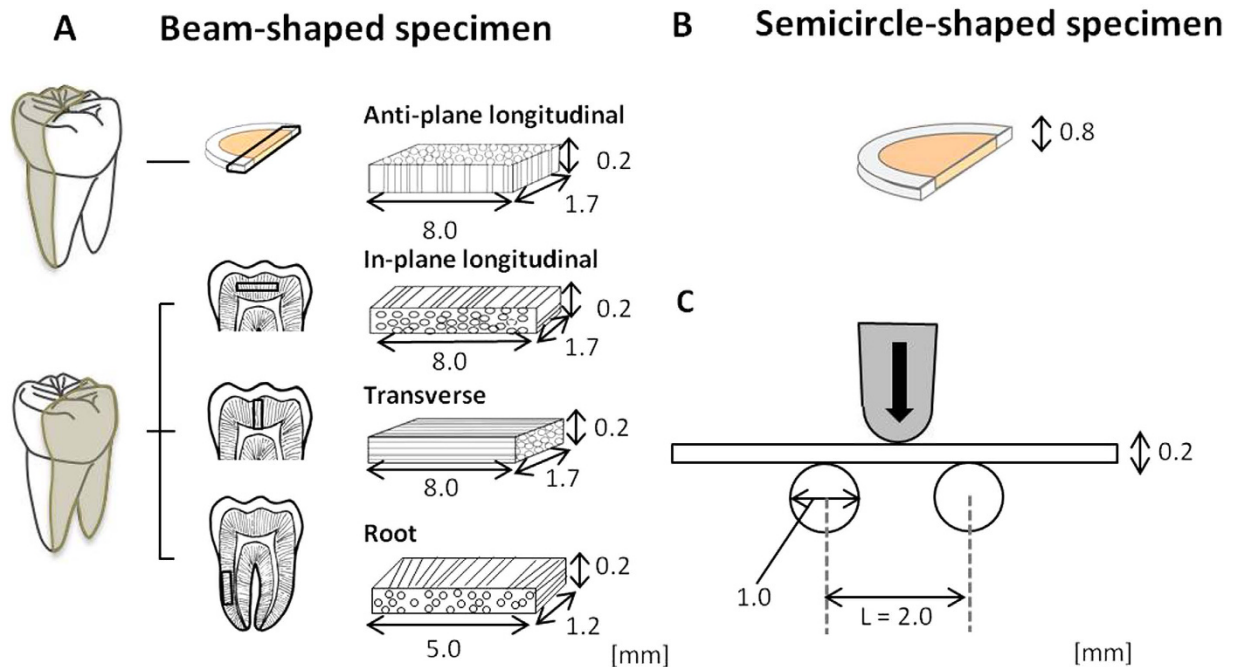 A
Beam-shaped specimen
Anti-plane longitudinal
0.2
1.7
8.0
In-plane longitudinal
0.2
1.7
8.0
Transverse
0.2
1.7
8.0
Root
0.2
1.2
5.0
[mm]
B
Semicircle-shaped specimen
0.8
C
0.2
1.0
L = 2.0
[mm]